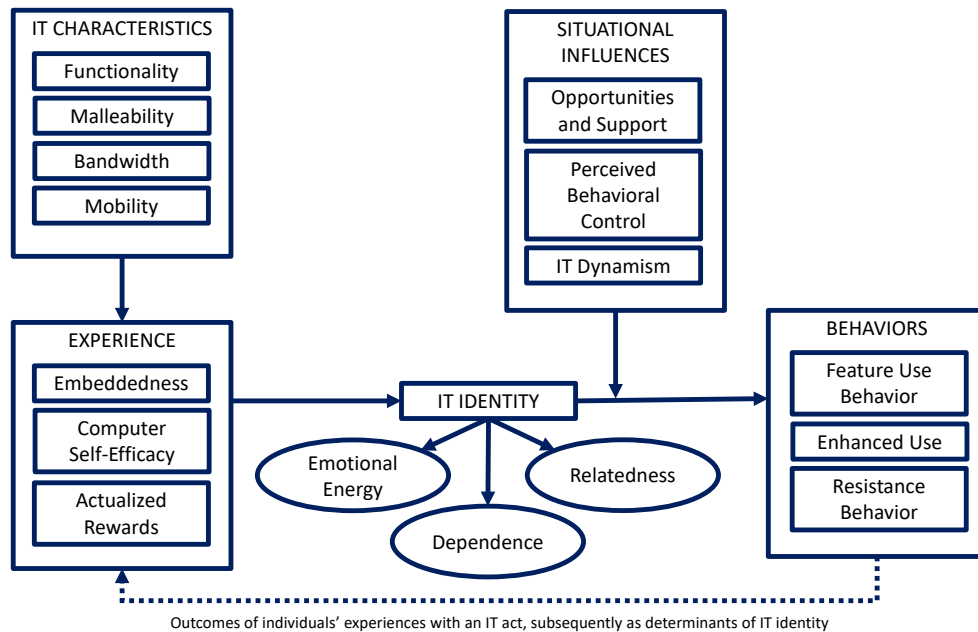 IT CHARACTERISTICS
Functionality
Malleability
Bandwidth
Mobility
SITUATIONAL
INFLUENCES
Opportunities
and Support
Perceived
Behavioral
Control
IT Dynamism
EXPERIENCE
Embeddedness
Computer
Self-Efficacy
Actualized
Rewards
IT IDENTITY
Emotional
Energy
Dependence
Relatedness
BEHAVIORS
Feature Use
Behavior
Enhanced Use
Resistance
Behavior
Outcomes of individuals’ experiences with an IT act, subsequently as determinants of IT identity